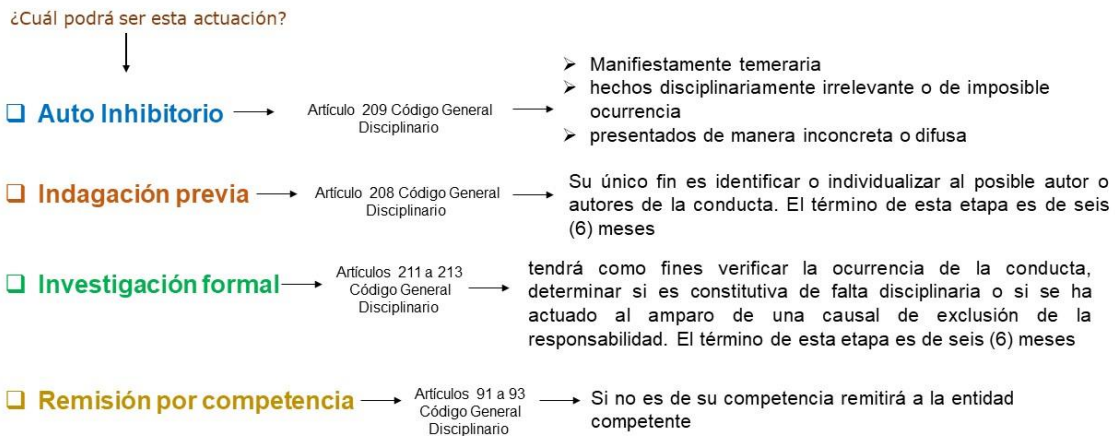 ¿Cuál podrá ser esta actuación?
Auto Inhibitorio
Artículo 209 Código General
Disciplinario
➢ Manifiestamente temeraria
➢ hechos disciplinariamente irrelevante o de imposible
ocurrencia
➢ presentados de manera inconcreta o difusa
Indagación previa
Artículo 208 Código General
Disciplinario
Su único fin es identificar o individualizar al posible autor o
autores de la conducta. El término de esta etapa es de seis
(6) meses
Investigación formal
Artículos 211 a 213
Código General
Disciplinario
tendrá como fines verificar la ocurrencia de la conducta,
determinar si es constitutiva de falta disciplinaria o si se ha
actuado al amparo de una causal de exclusión de la
responsabilidad. El término de esta etapa es de seis (6) meses
Remisión por competencia
Artículos 91 a 93
Código General
Disciplinario
Si no es de su competencia remitirá a la entidad
competente